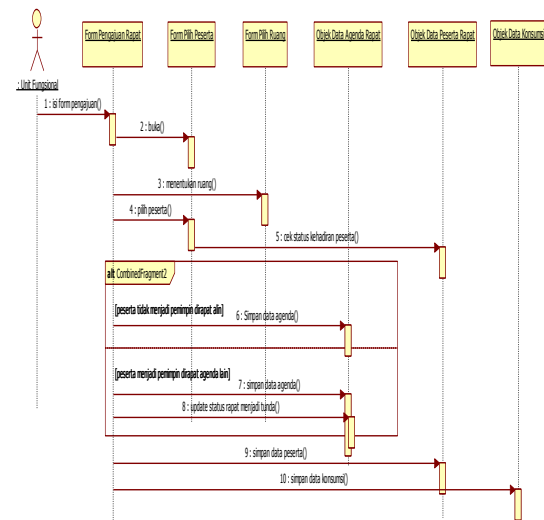 Form Pengajuan Rapat
Form Pilih Peserta
Form Pilih Ruang
Objek Data Agenda Rapat
Objek Data Peserta Rapat
Objek Data Konsumsi
: Unit Fungsional
1 : isi form pengajuan()
2 : buka()
3 : menentukan ruang()
4 : pilih peserta()
5 : cek status kehadiran peserta()
alt CombinedFragment2
[peserta tidak menjadi pemimpin dirapat alin]
6 : Simpan data agenda()
[peserta menjadi pemimpin dirapat agenda lain]
7 : simpan data agenda()
8 : update status rapat menjadi tunda()
9 : simpan data peserta()
10 : simpan data konsumsi()